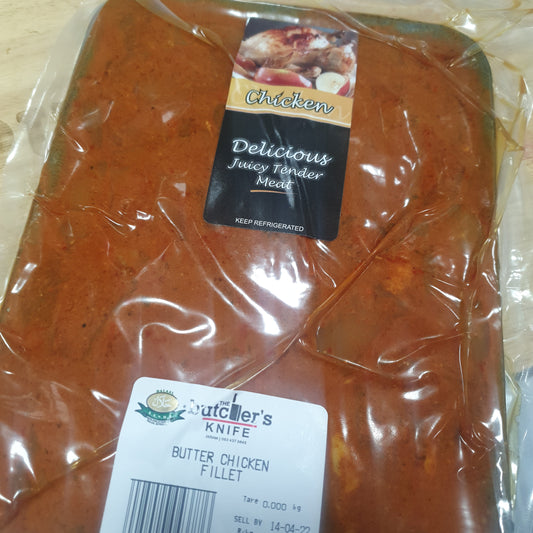 Chicken
Delicious
Juicy Tender
Meat
KEEP REFRIGERATED
THE
butcher's
KNIFE
BUTTER CHICKEN
FILLET
Tare 0.000 kg
SELL BY 14-04-22